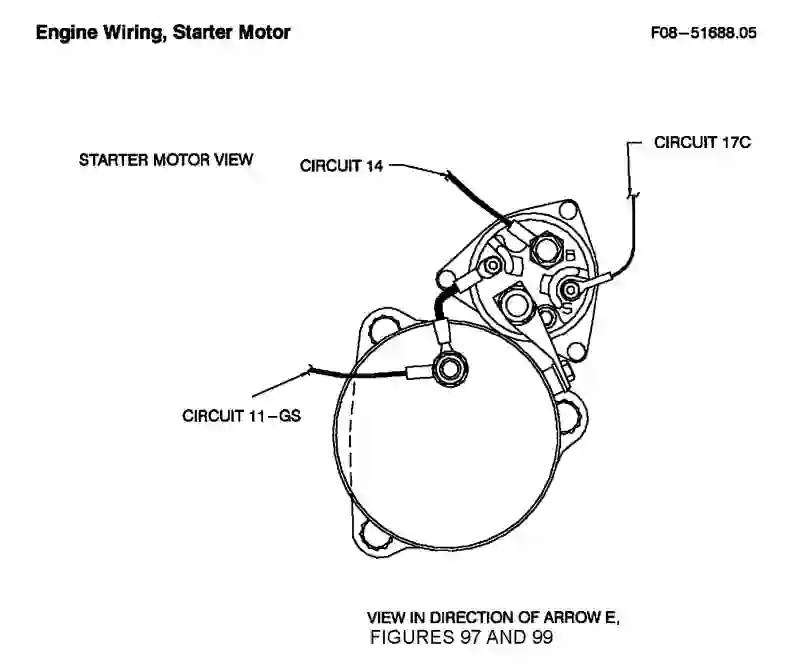 Engine Wiring, Starter Motor
F08-51688.05
STARTER MOTOR VIEW
CIRCUIT 14
CIRCUIT 17C
B
S
CIRCUIT 11-GS
VIEW IN DIRECTION OF ARROW E,
FIGURES 97 AND 99